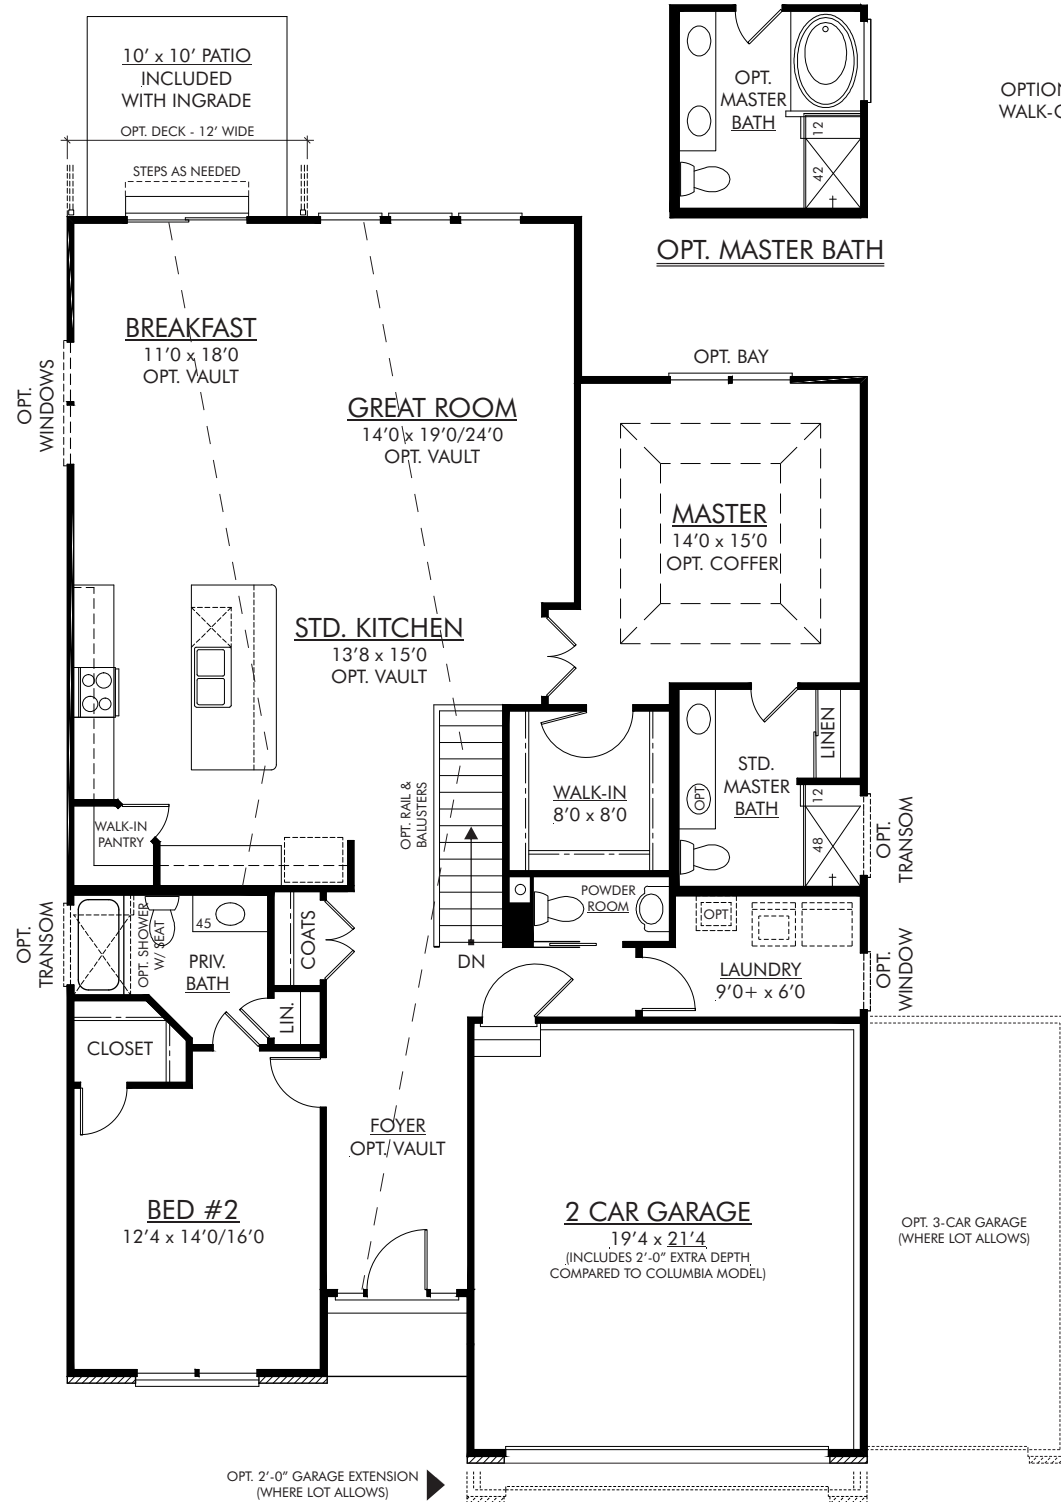 10' x 10' PATIO
INCLUDED
WITH INGRADE
OPT. DECK - 12' WIDE
STEPS AS NEEDED
OPT.
MASTER
BATH
12
42
OPT. MASTER BATH
BREAKFAST
11'0 x 18'0
OPT. VAULT
OPT.
WINDOWS
GREAT ROOM
14'0 x 19'0/24'0
OPT. VAULT
OPT. BAY
MASTER
14'0 x 15'0
OPT. COFFER
STD. KITCHEN
13'8 x 15'0
OPT. VAULT
WALK-IN
PANTRY
OPT. RAIL &
BALUSTERS
WALK-IN
8'0 x 8'0
STD.
MASTER
BATH
OPT
LINEN
12
48
OPT.
TRANSOM
POWDER
ROOM
OPT
LAUNDRY
9'0+ x 6'0
OPT.
WINDOW
OPT.
TRANSOM
OPT. SHOWER
W/ SEAT
45
PRIV.
BATH
COATS
LIN.
DN
CLOSET
FOYER
OPT. VAULT
BED #2
12'4 x 14'0/16'0
2 CAR GARAGE
19'4 x 21'4
(INCLUDES 2'-0" EXTRA DEPTH
COMPARED TO COLUMBIA MODEL)
OPT. 3-CAR GARAGE
(WHERE LOT ALLOWS)
OPT. 2'-0" GARAGE EXTENSION
(WHERE LOT ALLOWS)